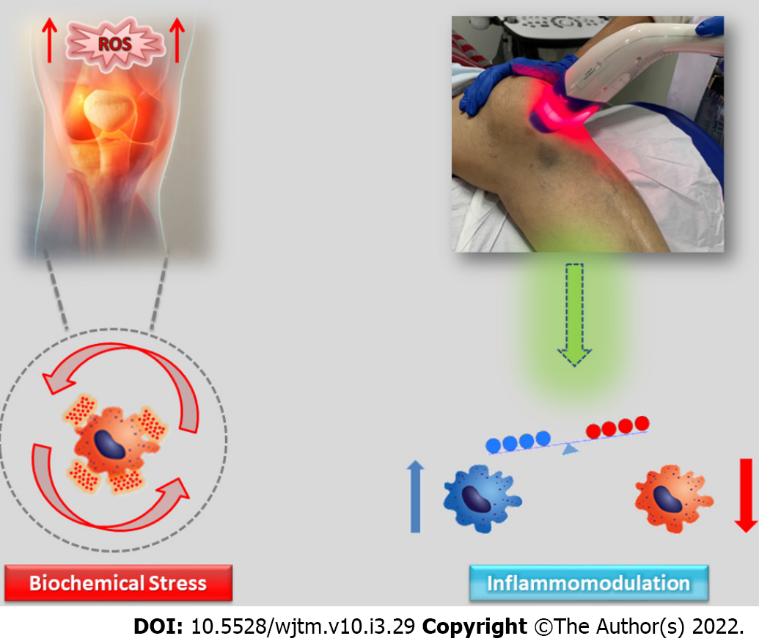 ROS
Biochemical Stress
Inflammomodulation
DOI: 10.5528/wjtm.v10.i3.29 Copyright ©The Author(s) 2022.